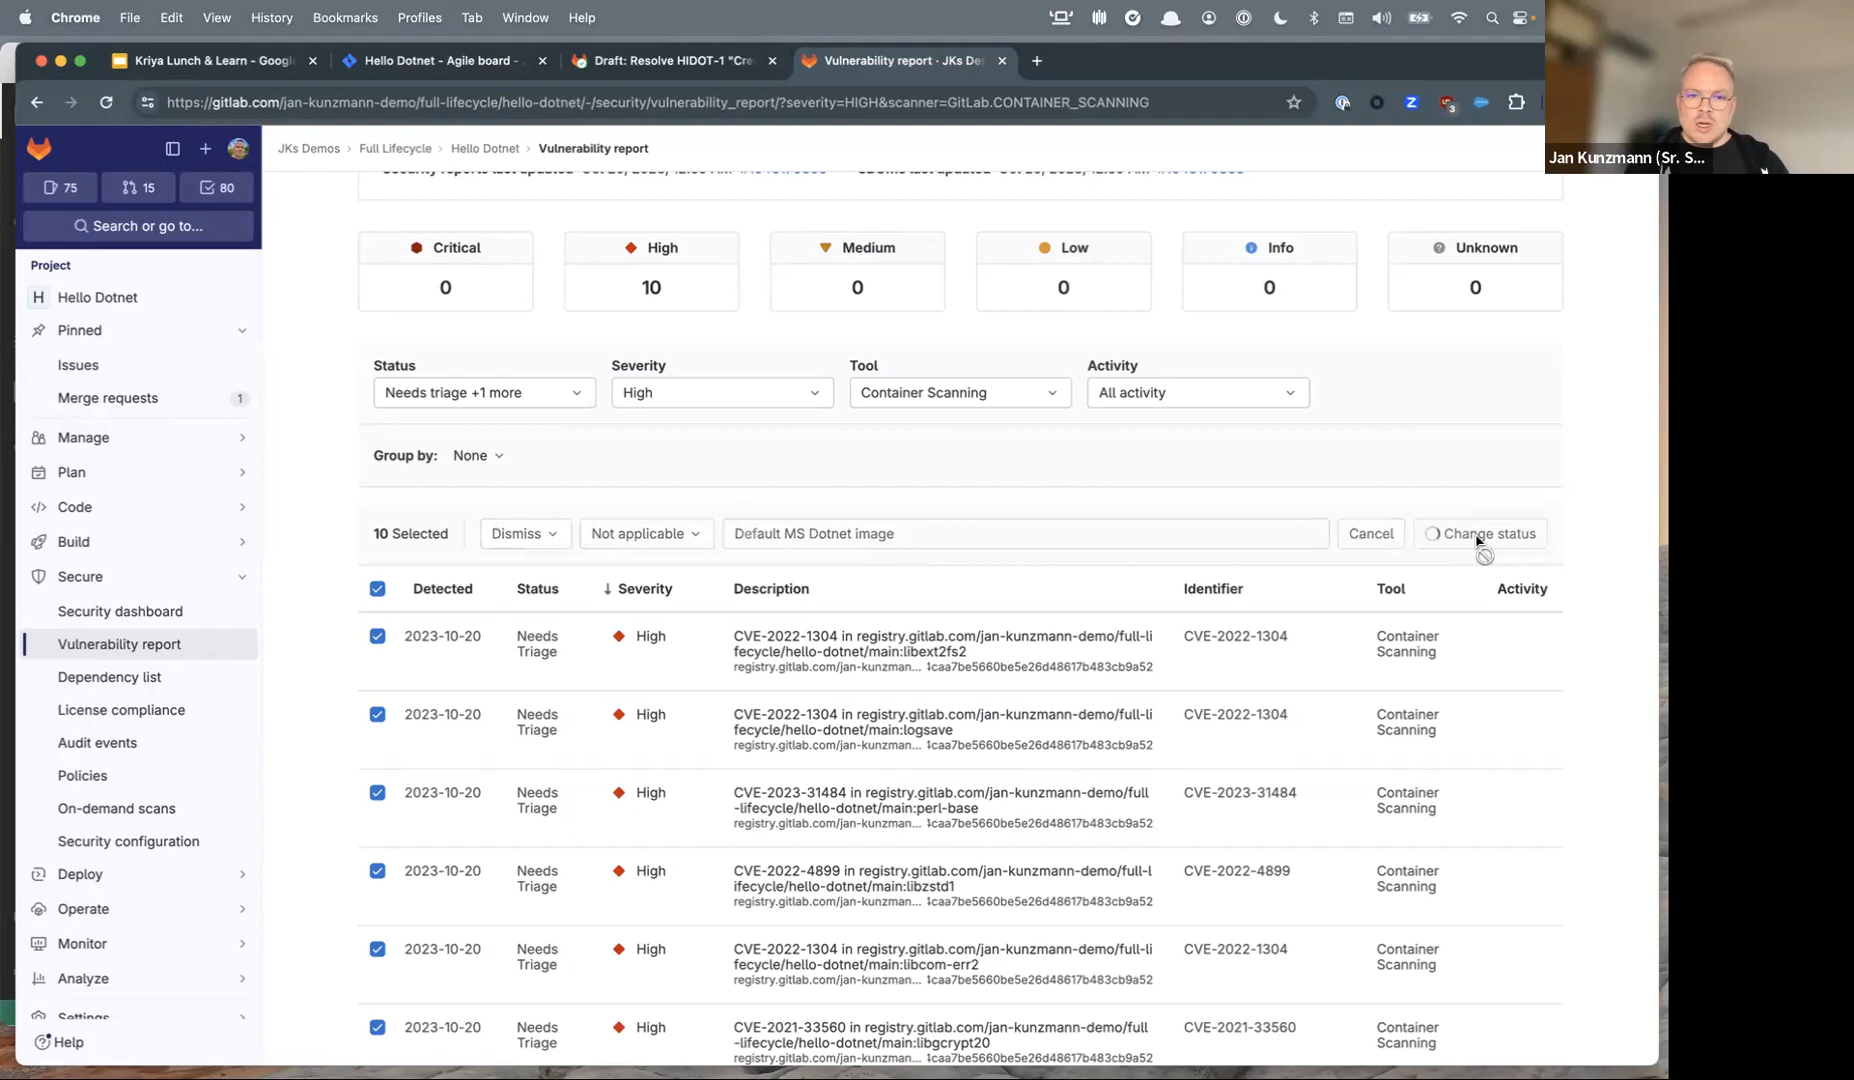 Chrome File Edit View History Bookmarks Profiles Tab Window Help
Kriya Lunch & Learn - Google
Hello Dotnet - Agile board -
Draft: Resolve HIDOT-1 "Cre
Vulnerability report · JKs De
https://gitlab.com/jan-kunzmann-demo/full-lifecycle/hello-dotnet/-/security/vulnerability_report/?severity=HIGH&scanner=GitLab.CONTAINER_SCANNING
Jan Kunzmann (Sr. S...
JKs Demos › Full Lifecycle › Hello Dotnet › Vulnerability report
75 15 80
Search or go to...
Project
H Hello Dotnet
Pinned
Issues
Merge requests 1
Manage
Plan
Code
Build
Secure
Security dashboard
Vulnerability report
Dependency list
License compliance
Audit events
Policies
On-demand scans
Security configuration
Deploy
Operate
Monitor
Analyze
Settings
Help
Critical High Medium Low Info Unknown
0 10 0 0 0 0
Status Severity Tool Activity
Needs triage +1 more High Container Scanning All activity
Group by: None
10 Selected Dismiss Not applicable Default MS Dotnet image Cancel Change status
Detected Status Severity Description Identifier Tool Activity
2023-10-20 Needs High CVE-2022-1304 in registry.gitlab.com/jan-kunzmann-demo/full-li CVE-2022-1304 Container
Triage fecycle/hello-dotnet/main:libext2fs2 Scanning
registry.gitlab.com/jan-kunzman... caa7be5660be5e26d48617b483cb9a52
2023-10-20 Needs High CVE-2022-1304 in registry.gitlab.com/jan-kunzmann-demo/full-li CVE-2022-1304 Container
Triage fecycle/hello-dotnet/main:logsave Scanning
registry.gitlab.com/jan-kunzman... caa7be5660be5e26d48617b483cb9a52
2023-10-20 Needs High CVE-2023-31484 in registry.gitlab.com/jan-kunzmann-demo/full CVE-2023-31484 Container
Triage -lifecycle/hello-dotnet/main:perl-base Scanning
registry.gitlab.com/jan-kunzman... caa7be5660be5e26d48617b483cb9a52
2023-10-20 Needs High CVE-2022-4899 in registry.gitlab.com/jan-kunzmann-demo/full-l CVE-2022-4899 Container
Triage ifecycle/hello-dotnet/main:libzstd1 Scanning
registry.gitlab.com/jan-kunzman... caa7be5660be5e26d48617b483cb9a52
2023-10-20 Needs High CVE-2022-1304 in registry.gitlab.com/jan-kunzmann-demo/full-li CVE-2022-1304 Container
Triage fecycle/hello-dotnet/main:libcom-err2 Scanning
registry.gitlab.com/jan-kunzman... caa7be5660be5e26d48617b483cb9a52
2023-10-20 Needs High CVE-2021-33560 in registry.gitlab.com/jan-kunzmann-demo/full CVE-2021-33560 Container
Triage -lifecycle/hello-dotnet/main:libgcrypt20 Scanning
registry.gitlab.com/jan-kunzman... caa7be5660be5e26d48617b483cb9a52